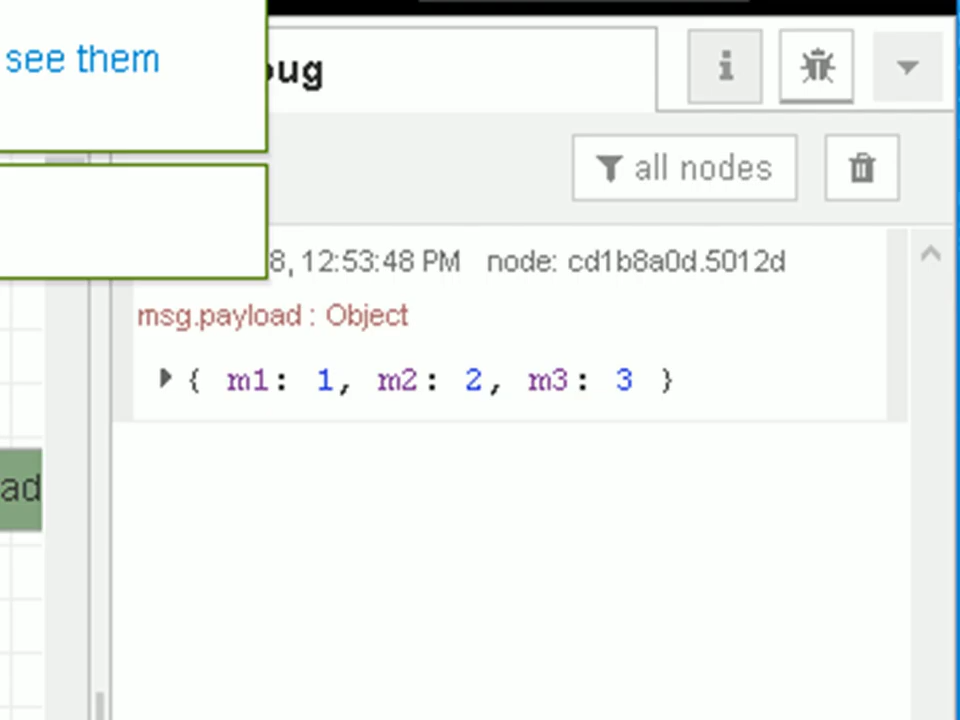 see them
all nodes
8, 12:53:48 PM node: cd1b8a0d.5012d
msg.payload : Object
{ m1: 1, m2: 2, m3: 3 }
ad